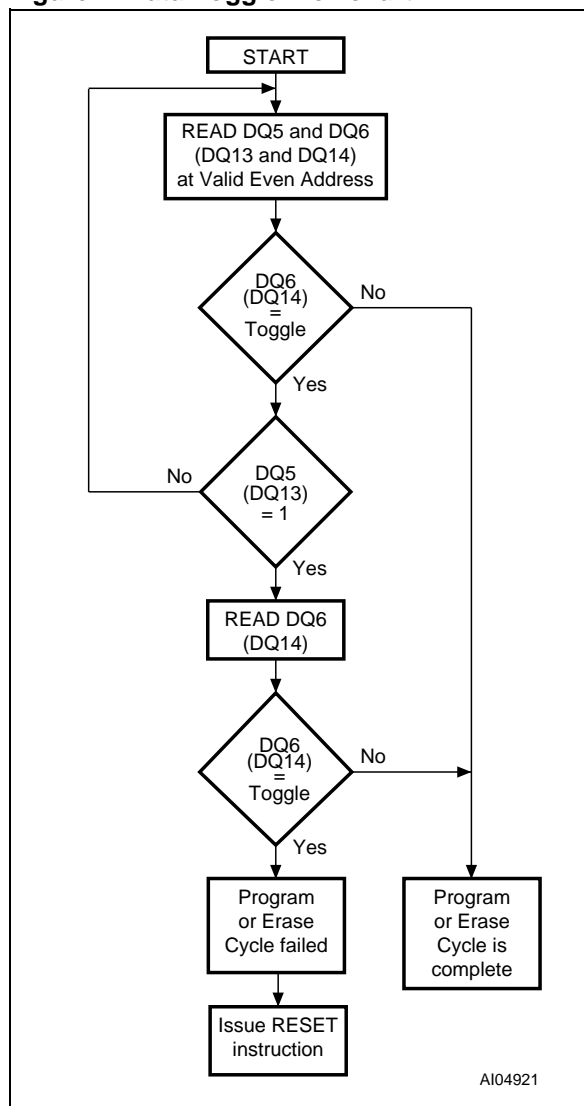 START
READ DQ5 and DQ6
(DQ13 and DQ14)
at Valid Even Address
DQ6
(DQ14)
=
Toggle
No
Yes
No
DQ5
(DQ13)
= 1
Yes
READ DQ6
(DQ14)
DQ6
(DQ14)
=
Toggle
No
Yes
Program
or Erase
Cycle failed
Program
or Erase
Cycle is
complete
Issue RESET
instruction
AI04921